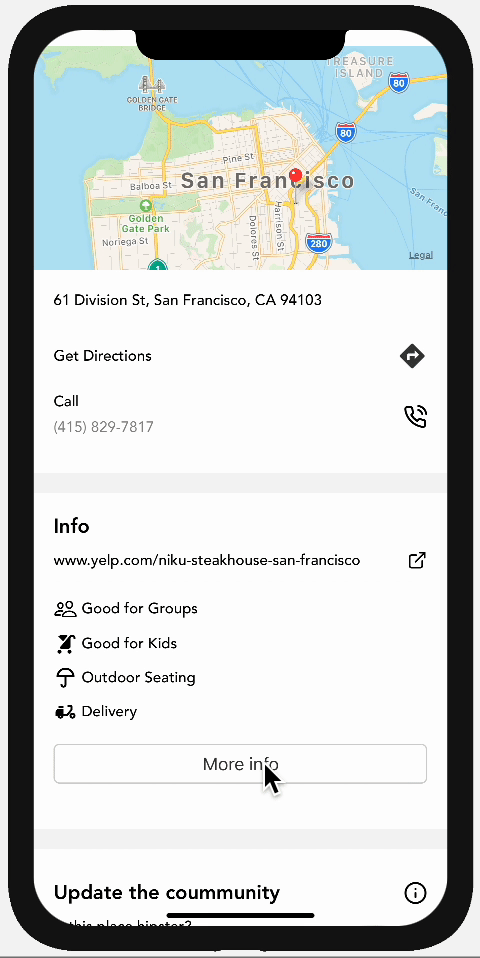 TREASURE
ISLAND
80
GOLDEN GATE
BRIDGE
80
Pine St
Balboa St
San Francisco
Golden
Gate Park
Noriega St
Dolores St
Harrison St
San Franc
280
1
Legal
61 Division St, San Francisco, CA 94103
Get Directions
Call
(415) 829-7817
Info
www.yelp.com/niku-steakhouse-san-francisco
Good for Groups
Good for Kids
Outdoor Seating
Delivery
More info
Update the coummunity
this place hipster?